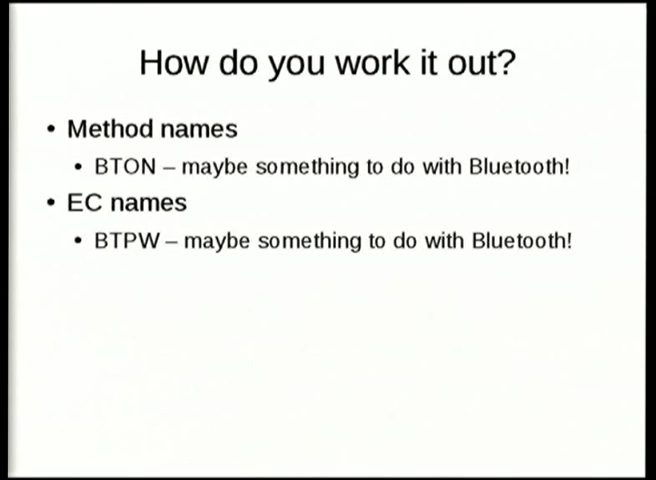 How do you work it out?
• Method names
• BTON – maybe something to do with Bluetooth!
• EC names
• BTPW – maybe something to do with Bluetooth!